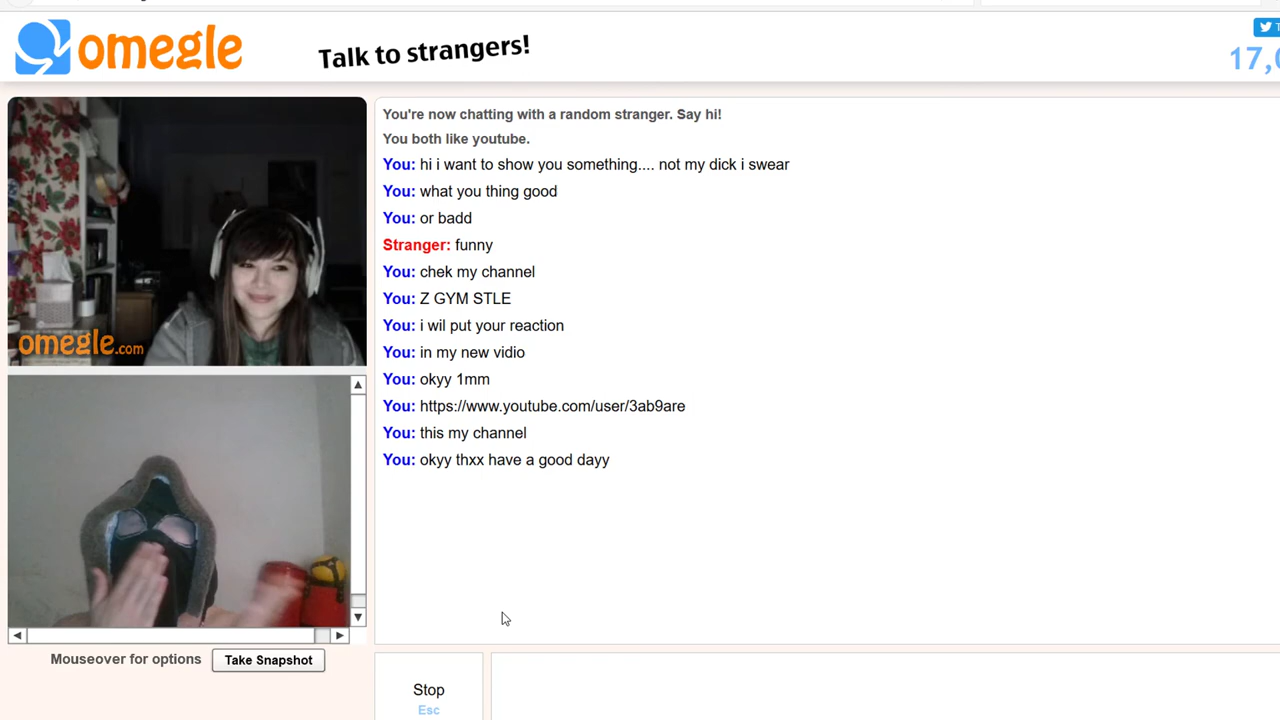 omegle
Talk to strangers!
17,0
You're now chatting with a random stranger. Say hi!
You both like youtube.
You: hi i want to show you something.... not my dick i swear
You: what you thing good
You: or badd
Stranger: funny
You: chek my channel
You: Z GYM STLE
You: i wil put your reaction
You: in my new vidio
You: okyy 1mm
You: https://www.youtube.com/user/3ab9are
You: this my channel
You: okyy thxx have a good dayy
omegle.com
Mouseover for options
Take Snapshot
Stop
Esc